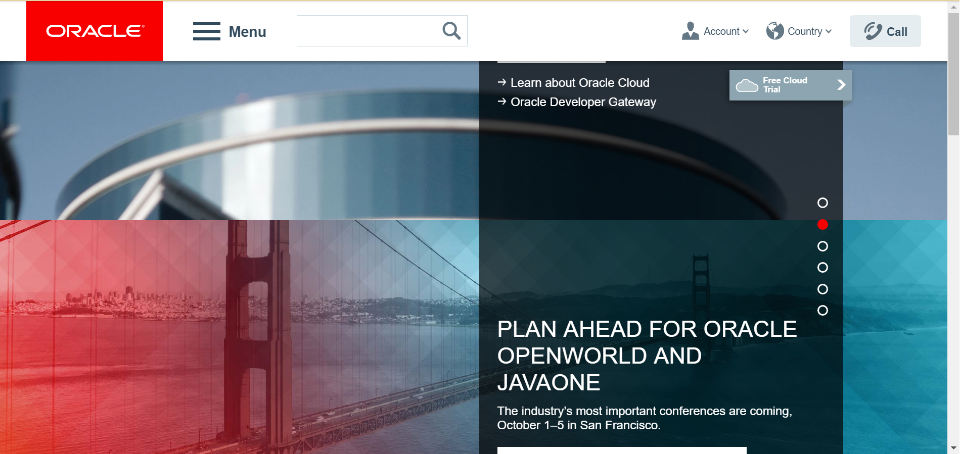 ORACLE®
Menu
Account
Country
Call
→ Learn about Oracle Cloud
→ Oracle Developer Gateway
Free Cloud
Trial
PLAN AHEAD FOR ORACLE
OPENWORLD AND
JAVAONE
The industry's most important conferences are coming,
October 1–5 in San Francisco.